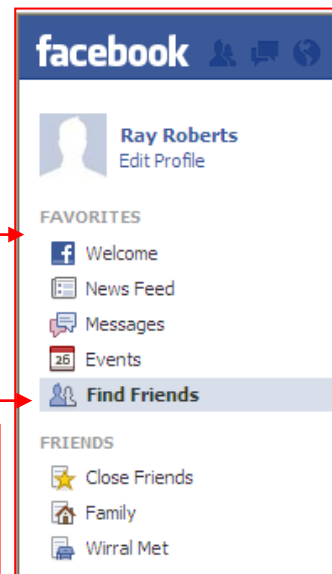 facebook
Ray Roberts
Edit Profile
FAVORITES
Welcome
News Feed
Messages
26
Events
Find Friends
FRIENDS
Close Friends
Family
Wirral Met